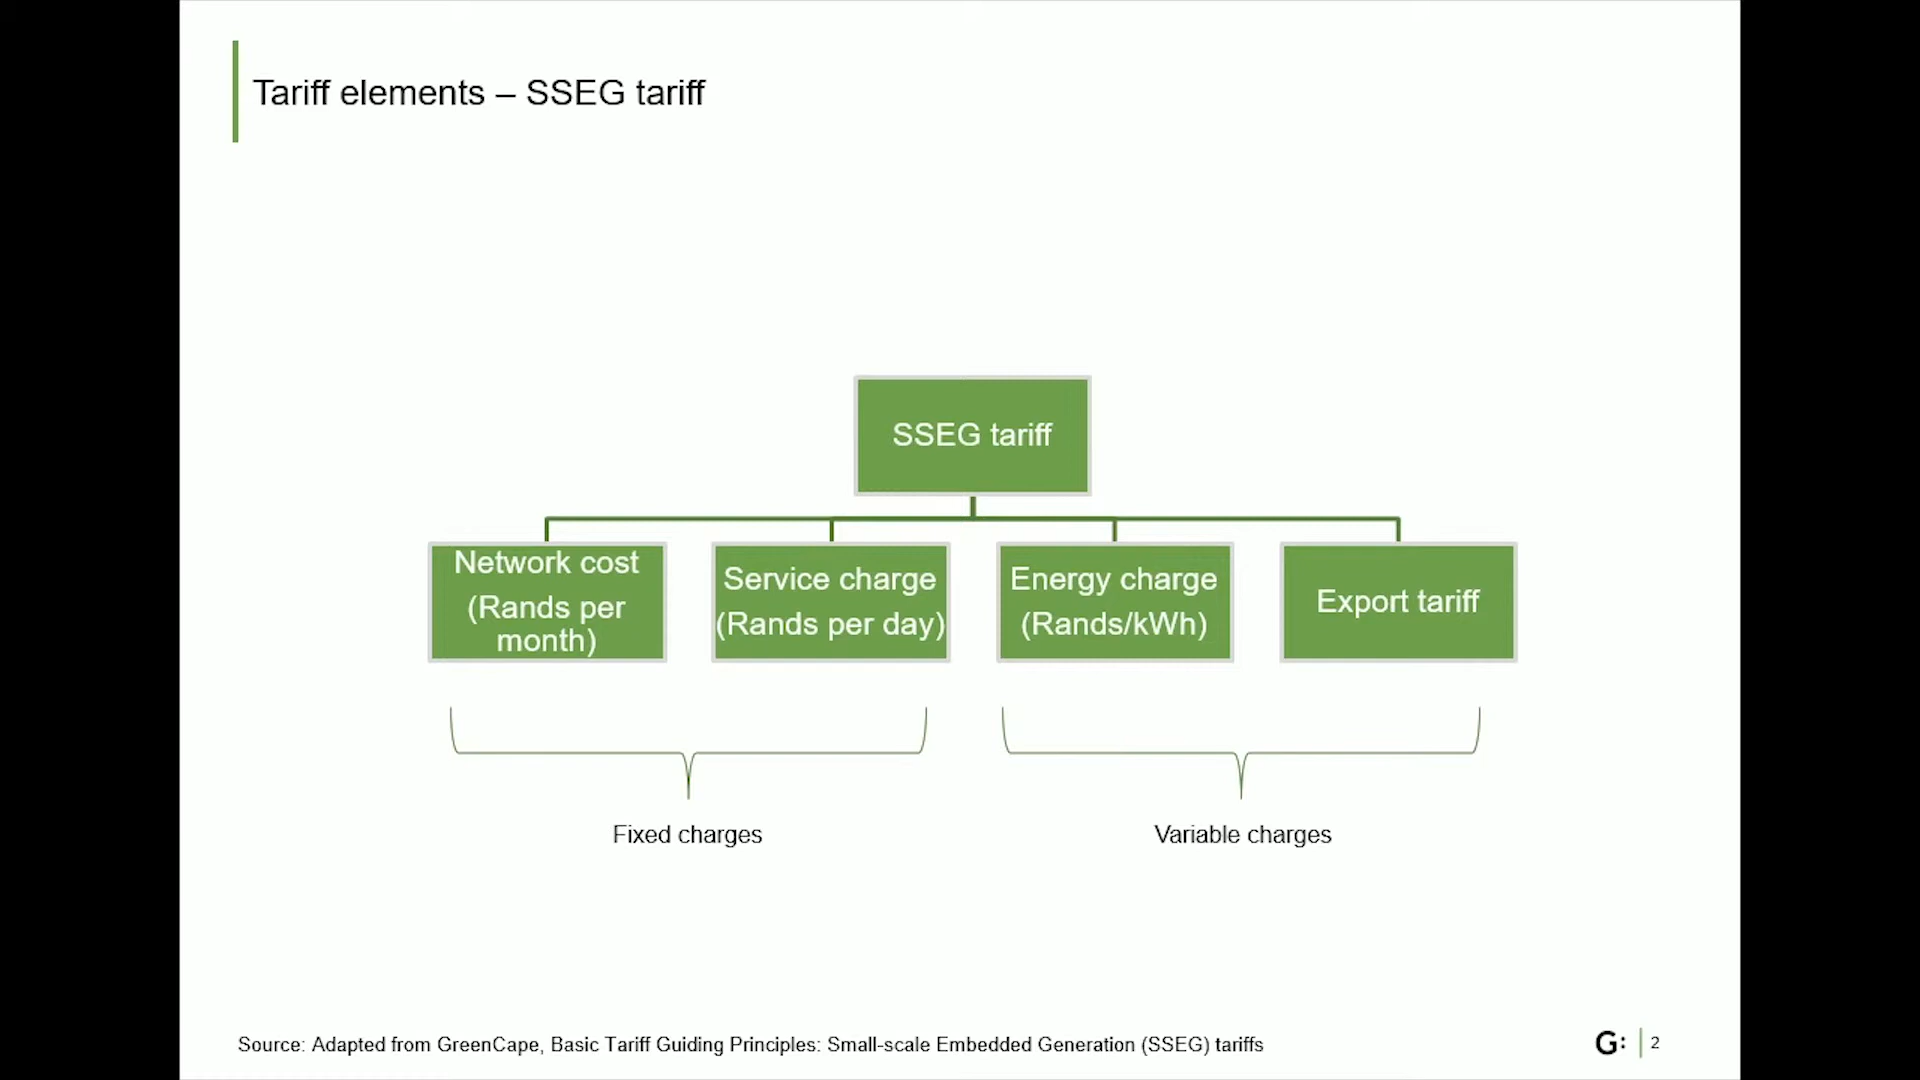 Tariff elements – SSEG tariff
SSEG tariff
Network cost
(Rands per
month)
Service charge
(Rands per day)
Energy charge
(Rands/kWh)
Export tariff
Fixed charges
Variable charges
Source: Adapted from GreenCape, Basic Tariff Guiding Principles: Small-scale Embedded Generation (SSEG) tariffs
G:
2